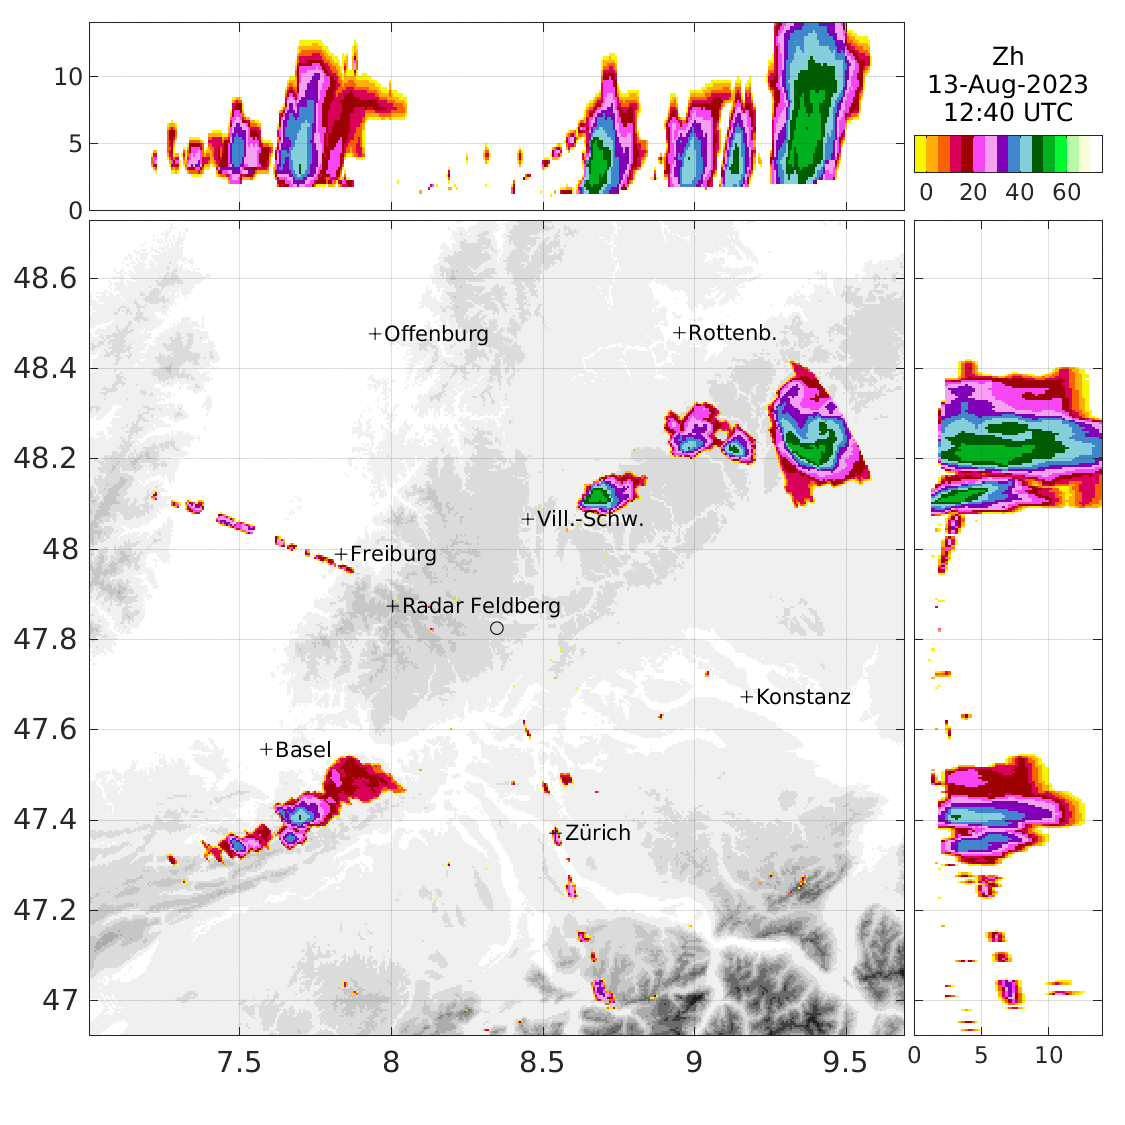 10
5
0
Zh
13-Aug-2023
12:40 UTC
0 20 40 60
48.6
48.4
48.2
48
47.8
47.6
47.4
47.2
47
+Offenburg
+Rottenb.
+Vill.-Schw.
+Freiburg
+Radar Feldberg
+Konstanz
+Basel
+Zürich
7.5 8 8.5 9 9.5
0 5 10